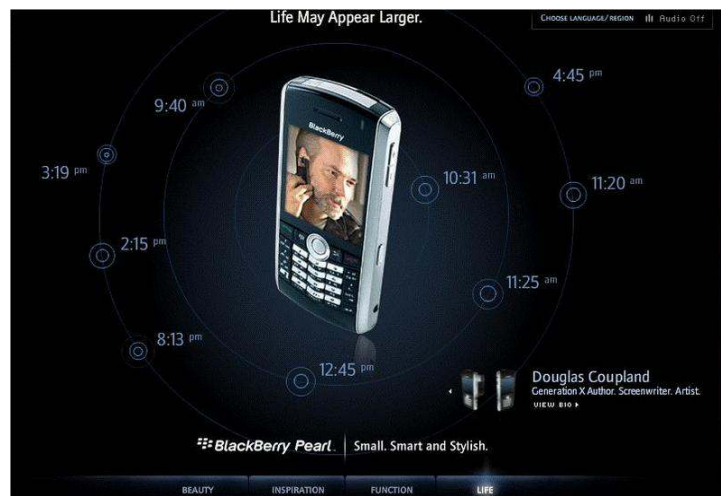 Life May Appear Larger.
CHOOSE LANGUAGE/REGION
Audio Off
9:40 am
4:45 pm
BlackBerry
3:19 pm
10:31 am
11:20 am
2:15 pm
11:25 am
8:13 pm
12:45 pm
Douglas Coupland
Generation X Author. Screenwriter. Artist.
VIEW BIO
BlackBerry Pearl.
Small. Smart and Stylish.
BEAUTY
INSPIRATION
FUNCTION
LIFE